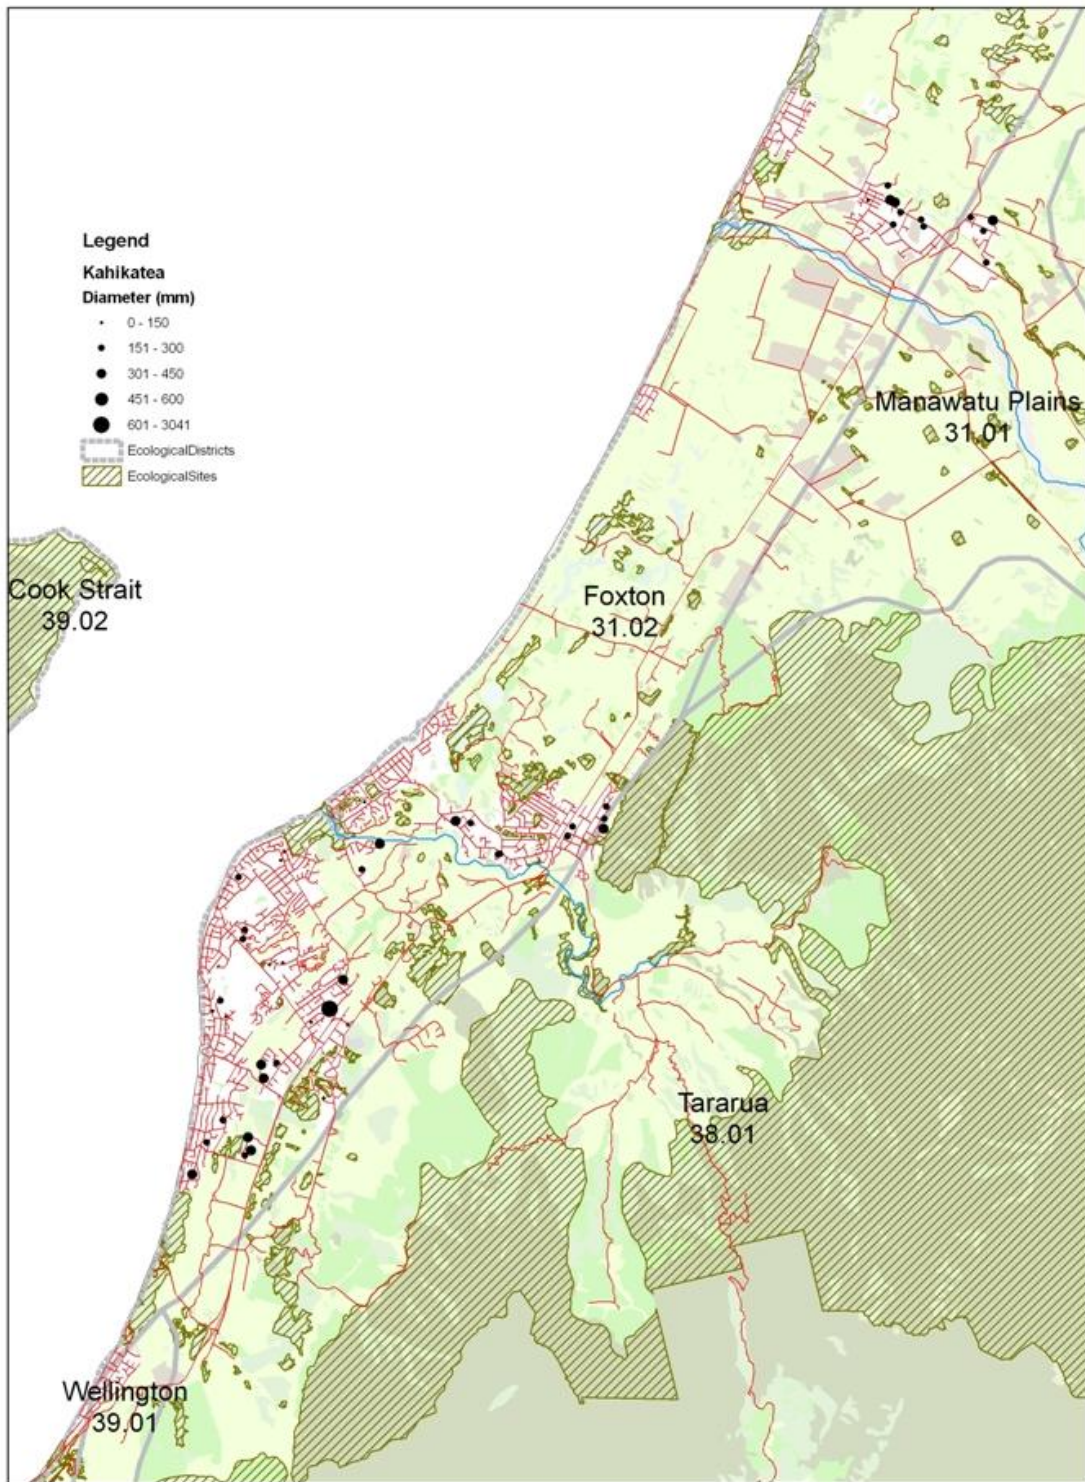 Legend
Kahikatea
Diameter (mm)
0 - 150
151 - 300
301 - 450
451 - 600
601 - 3041
EcologicalDistricts
EcologicalSites
Manawatu Plains
31.01
Cook Strait
39.02
Foxton
31.02
Tararua
38.01
Wellington
39.01